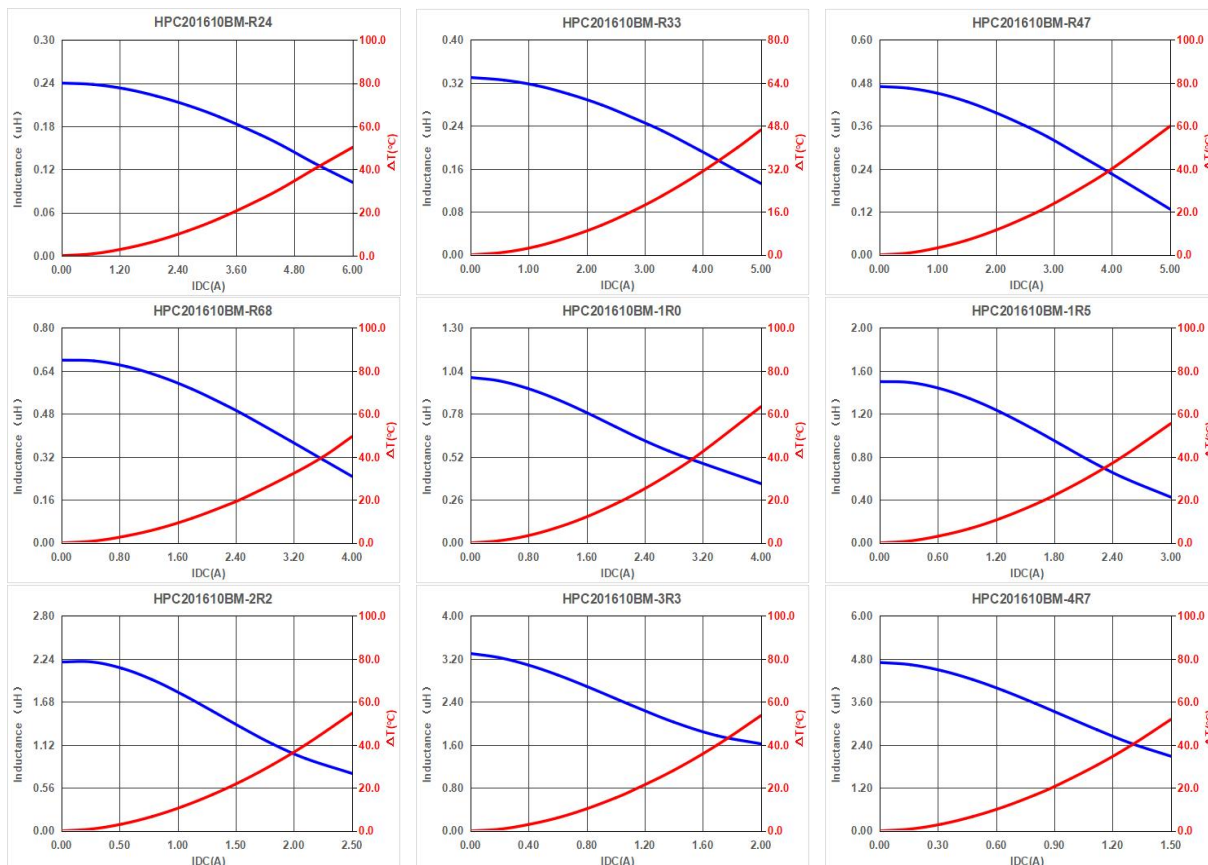 HPC201610BM-R24
0.30
0.24
0.18
0.12
0.06
0.00
Inductance（uH）
100.0
80.0
60.0
40.0
20.0
0.0
ΔT(℃)
0.00 1.20 2.40 3.60 4.80 6.00
IDC(A)
HPC201610BM-R33
0.40
0.32
0.24
0.16
0.08
0.00
Inductance（uH）
80.0
64.0
48.0
32.0
16.0
0.0
ΔT(℃)
0.00 1.00 2.00 3.00 4.00 5.00
IDC(A)
HPC201610BM-R47
0.60
0.48
0.36
0.24
0.12
0.00
Inductance（uH）
100.0
80.0
60.0
40.0
20.0
0.0
ΔT(℃)
0.00 1.00 2.00 3.00 4.00 5.00
IDC(A)
HPC201610BM-R68
0.80
0.64
0.48
0.32
0.16
0.00
Inductance（uH）
100.0
80.0
60.0
40.0
20.0
0.0
ΔT(℃)
0.00 0.80 1.60 2.40 3.20 4.00
IDC(A)
HPC201610BM-1R0
1.30
1.04
0.78
0.52
0.26
0.00
Inductance（uH）
100.0
80.0
60.0
40.0
20.0
0.0
ΔT(℃)
0.00 0.80 1.60 2.40 3.20 4.00
IDC(A)
HPC201610BM-1R5
2.00
1.60
1.20
0.80
0.40
0.00
Inductance（uH）
100.0
80.0
60.0
40.0
20.0
0.0
ΔT(℃)
0.00 0.60 1.20 1.80 2.40 3.00
IDC(A)
HPC201610BM-2R2
2.80
2.24
1.68
1.12
0.56
0.00
Inductance（uH）
100.0
80.0
60.0
40.0
20.0
0.0
ΔT(℃)
0.00 0.50 1.00 1.50 2.00 2.50
IDC(A)
HPC201610BM-3R3
4.00
3.20
2.40
1.60
0.80
0.00
Inductance（uH）
100.0
80.0
60.0
40.0
20.0
0.0
ΔT(℃)
0.00 0.40 0.80 1.20 1.60 2.00
IDC(A)
HPC201610BM-4R7
6.00
4.80
3.60
2.40
1.20
0.00
Inductance（uH）
100.0
80.0
60.0
40.0
20.0
0.0
ΔT(℃)
0.00 0.30 0.60 0.90 1.20 1.50
IDC(A)